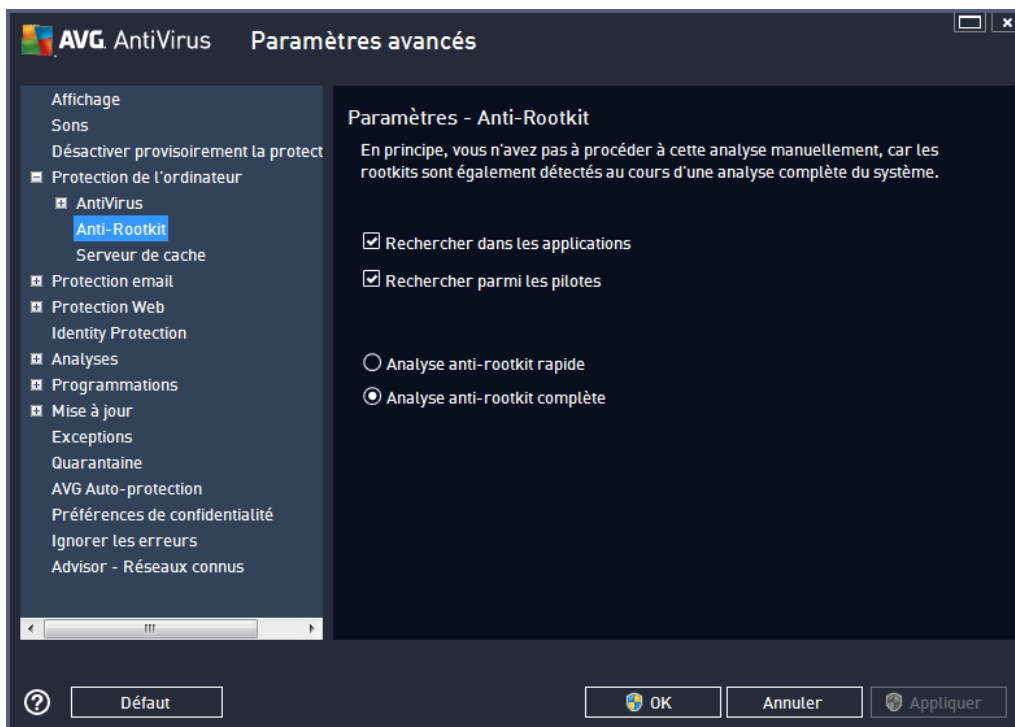 AVG AntiVirus Paramètres avancés
Affichage
Sons
Désactiver provisoirement la protect
Protection de l'ordinateur
AntiVirus
Anti-Rootkit
Serveur de cache
Protection email
Protection Web
Identity Protection
Analyses
Programmations
Mise à jour
Exceptions
Quarantaine
AVG Auto-protection
Préférences de confidentialité
Ignorer les erreurs
Advisor - Réseaux connus
Paramètres - Anti-Rootkit
En principe, vous n'avez pas à procéder à cette analyse manuellement, car les
rootkits sont également détectés au cours d'une analyse complète du système.
Rechercher dans les applications
Rechercher parmi les pilotes
Analyse anti-rootkit rapide
Analyse anti-rootkit complète
? Défaut OK Annuler Appliquer